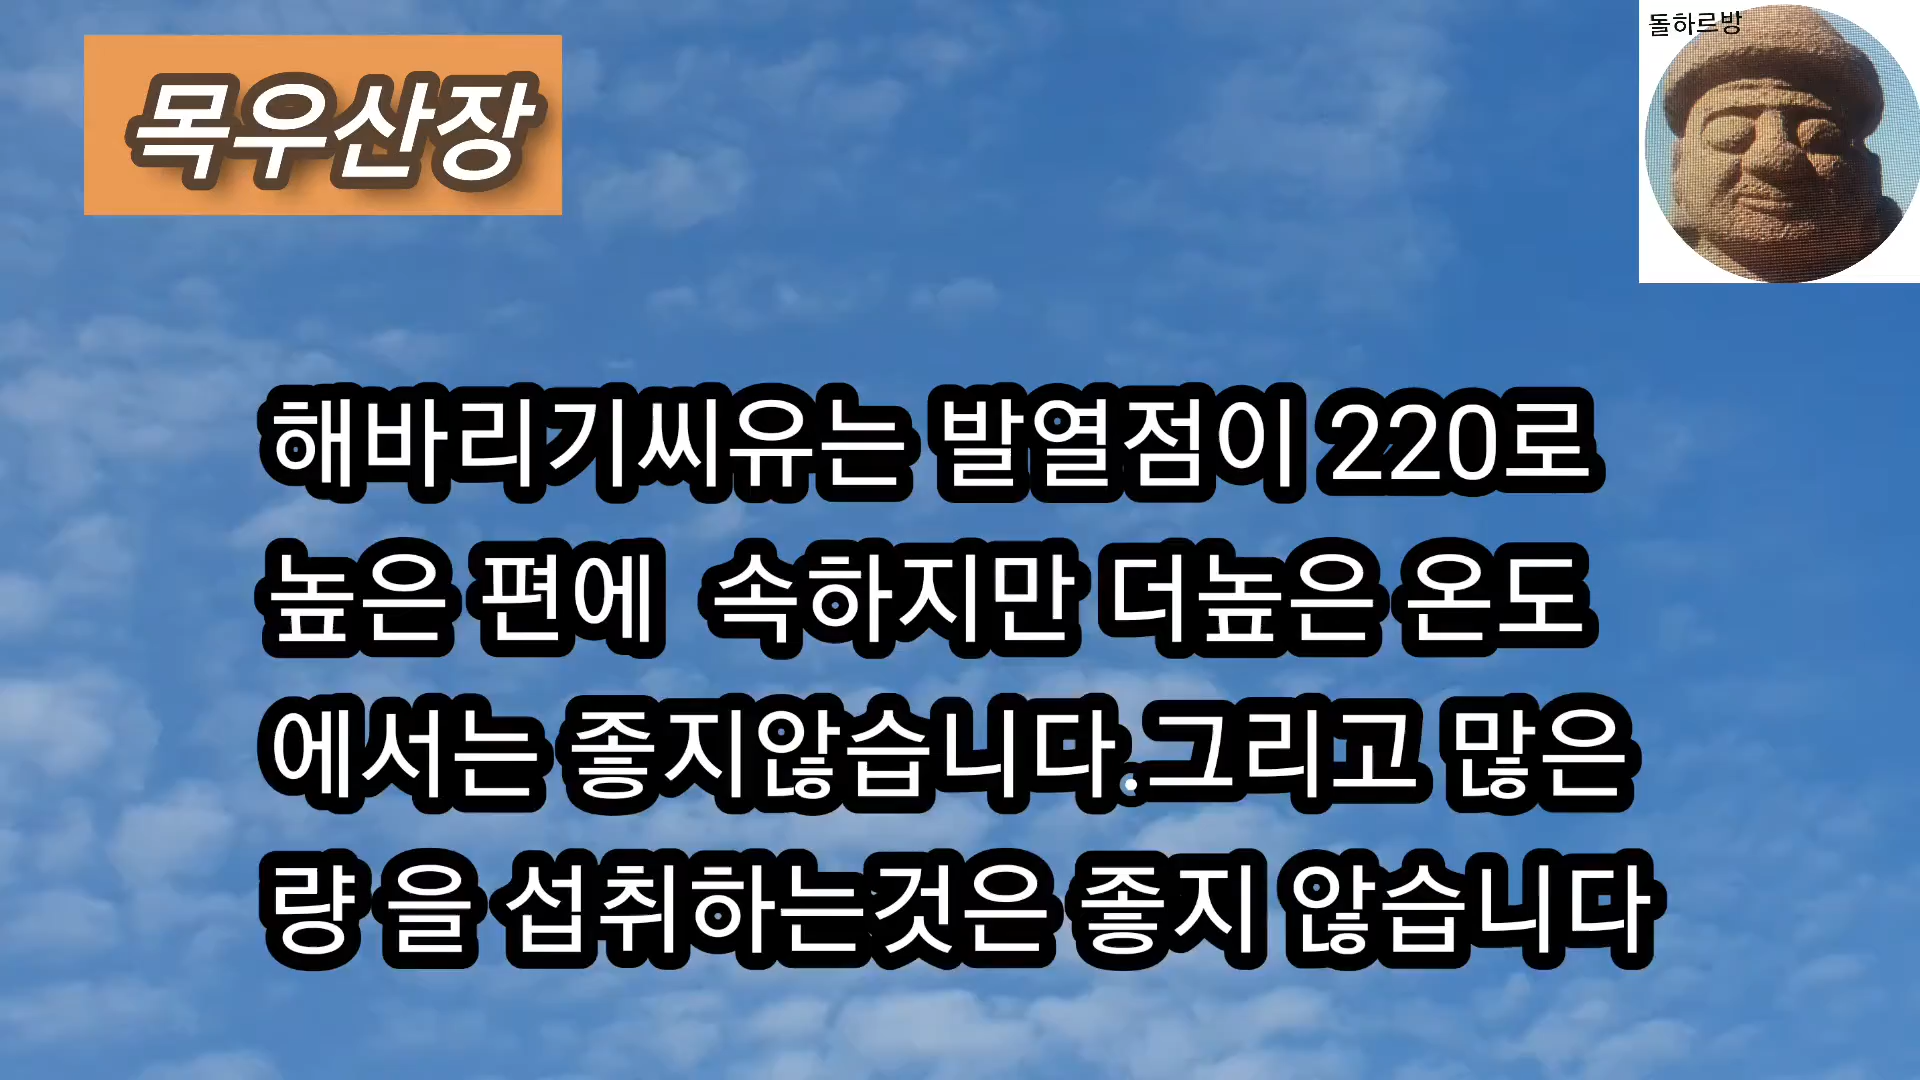 목우산장
돌하르방
해바리기씨유는 발열점이 220로
높은 편에 속하지만 더높은 온도
에서는 좋지않습니다.그리고 많은
량 을 섭취하는것은 좋지 않습니다